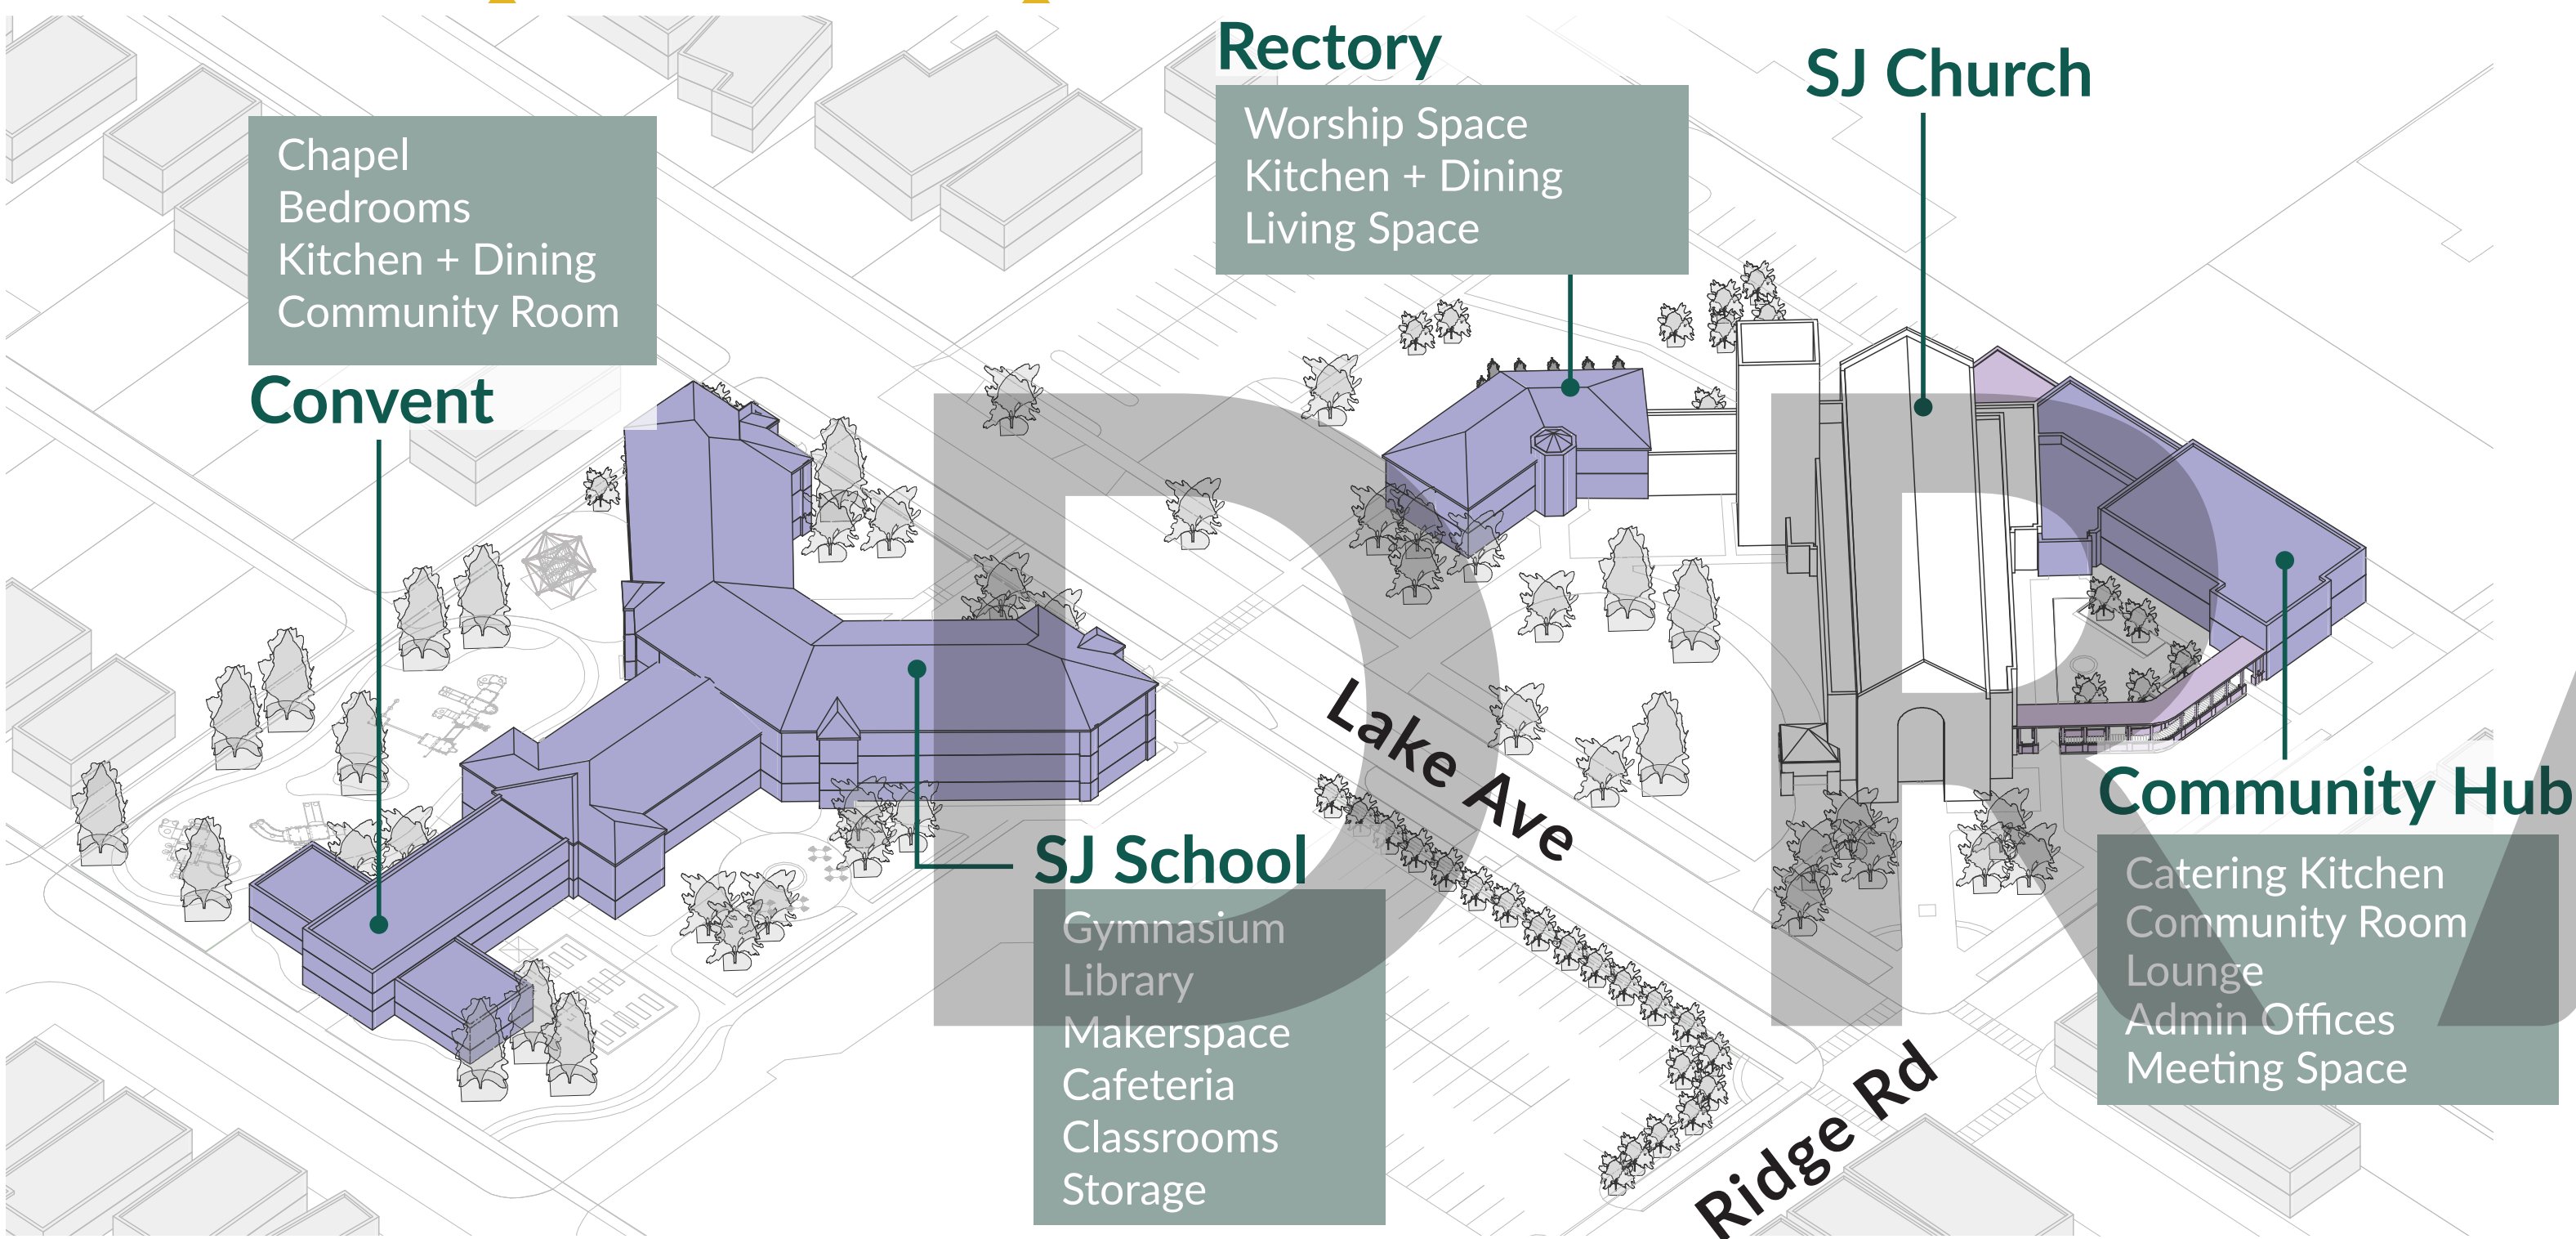 Rectory
Worship Space
Kitchen + Dining
Living Space
SJ Church
Chapel
Bedrooms
Kitchen + Dining
Community Room
Convent
Lake Ave
Community Hub
Catering Kitchen
Community Room
Lounge
Admin Offices
Meeting Space
SJ School
Gymnasium
Library
Makerspace
Cafeteria
Classrooms
Storage
Ridge Rd
DR